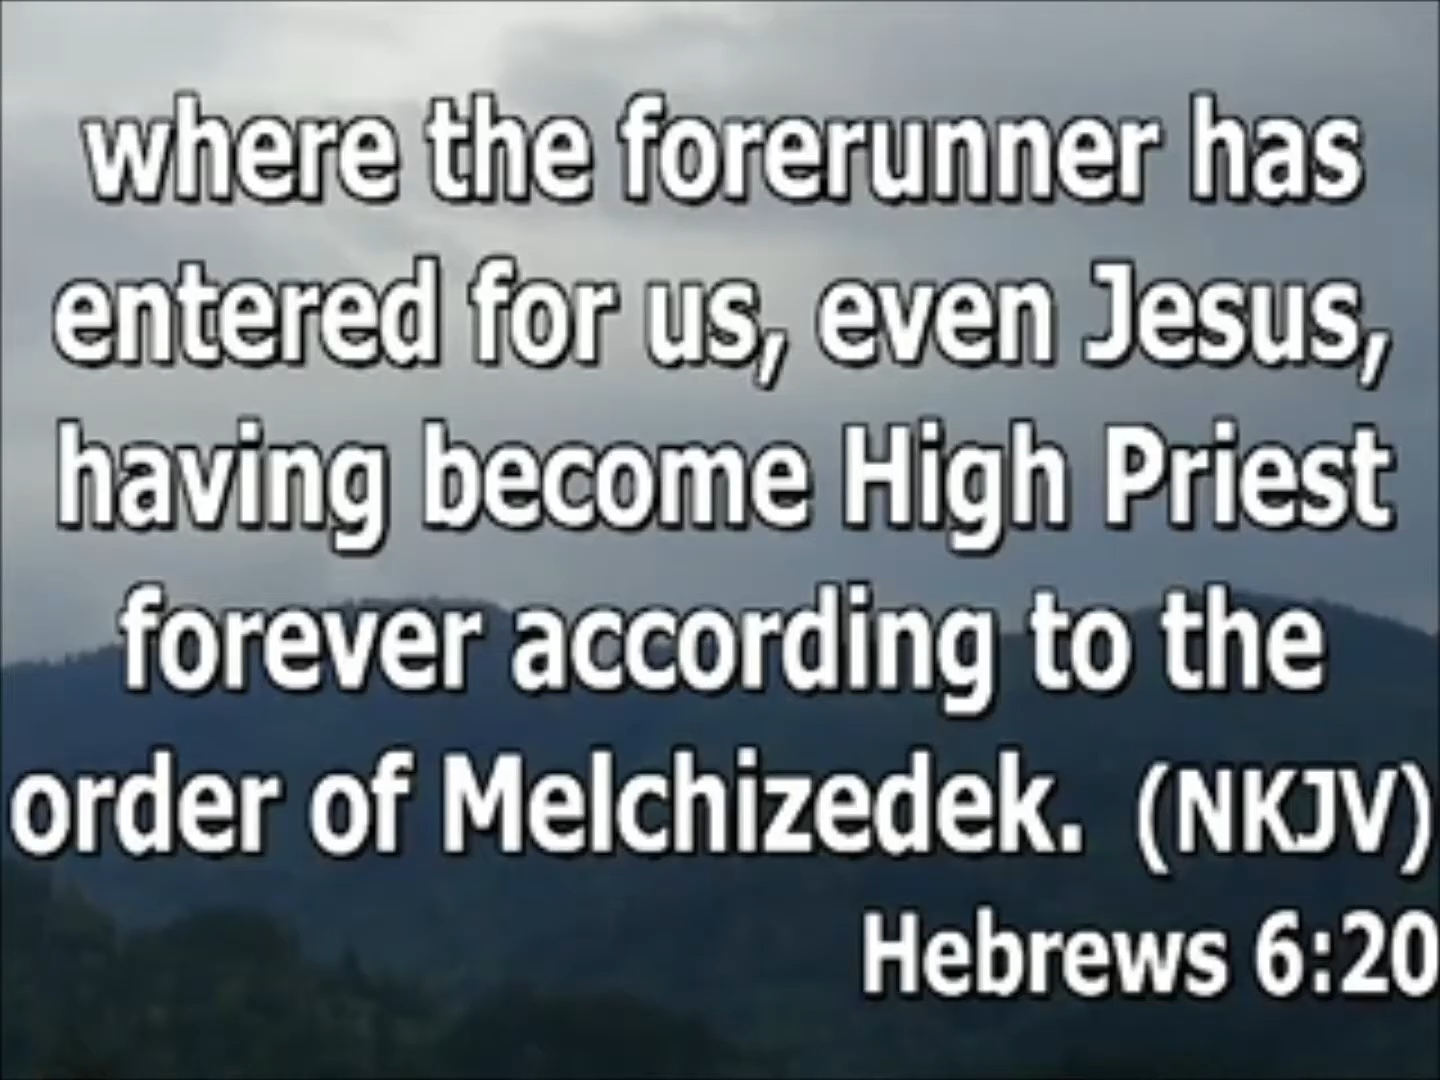 where the forerunner has
entered for us, even Jesus,
having become High Priest
forever according to the
order of Melchizedek. (NKJV)
Hebrews 6:20